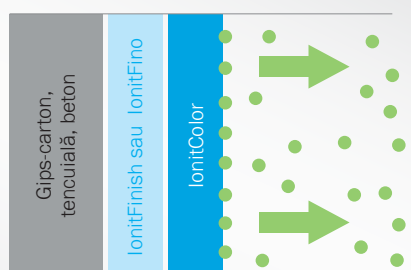 Gips-carton,
tencuială, beton
IonitFinish sau IonitFino
IonitColor